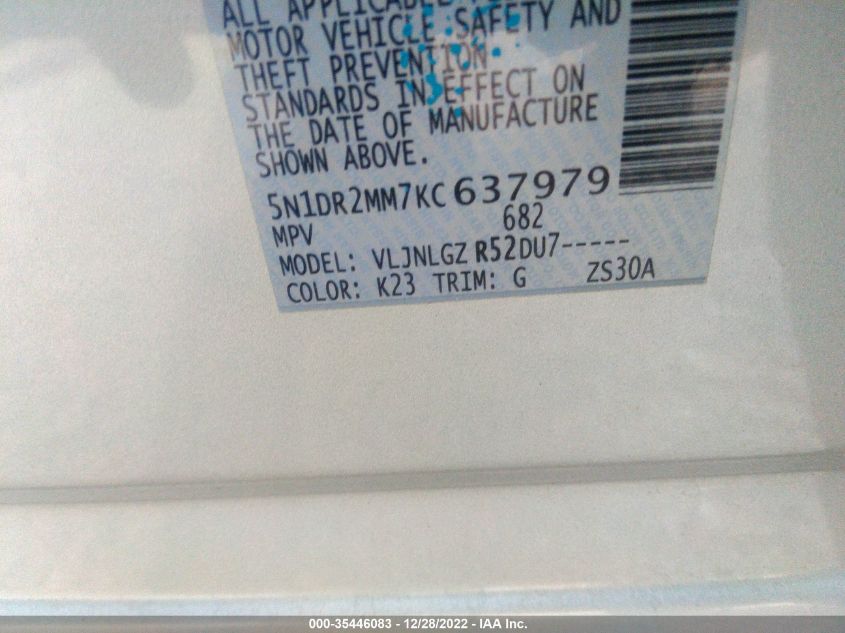 ALL APPLICABLE
MOTOR VEHICLE SAFETY AND
THEFT PREVENTION
STANDARDS IN EFFECT ON
THE DATE OF MANUFACTURE
SHOWN ABOVE.
5N1DR2MM7KC637979
MPV 682
MODEL: VLJNLGZ R52DU7-----
COLOR: K23 TRIM: G ZS30A
000-35446083 - 12/28/2022 - IAA Inc.